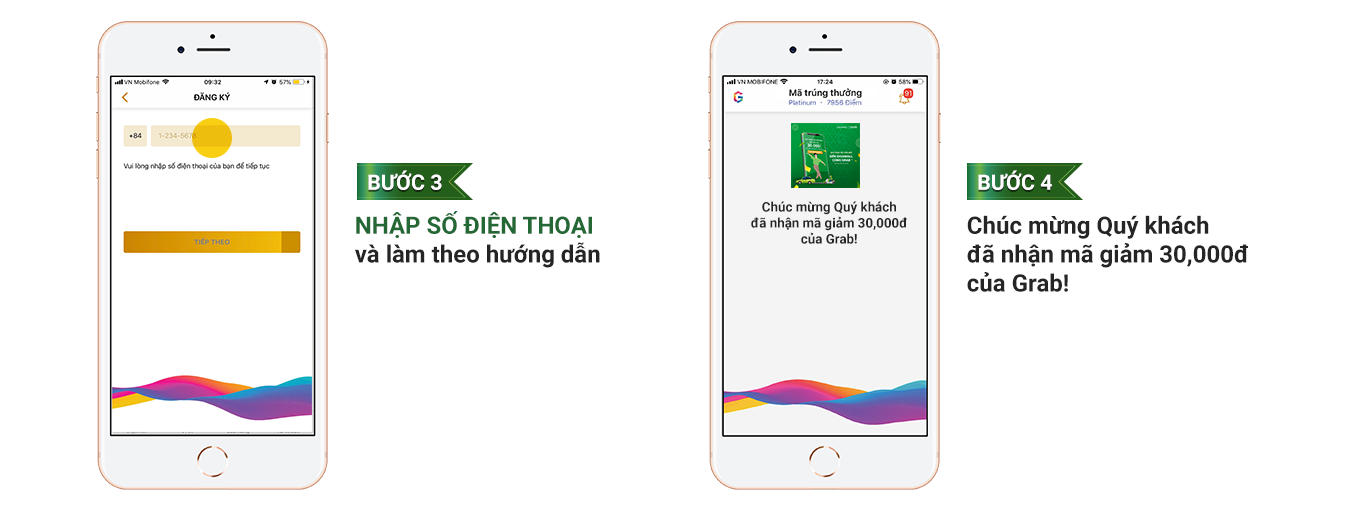 VN Mobifone
09:32
57%
ĐĂNG KÝ
+84
1-234-5678
Vui lòng nhập số điện thoại của bạn để tiếp tục
TIẾP THEO
BƯỚC 3
NHẬP SỐ ĐIỆN THOẠI
và làm theo hướng dẫn
VN MOBIFONE
17:24
58%
G
Mã trúng thưởng
Platinum - 7956 Điểm
91
30.000
Chúc mừng Quý khách
đã nhận mã giảm 30,000đ
của Grab!
BƯỚC 4
Chúc mừng Quý khách
đã nhận mã giảm 30,000đ
của Grab!